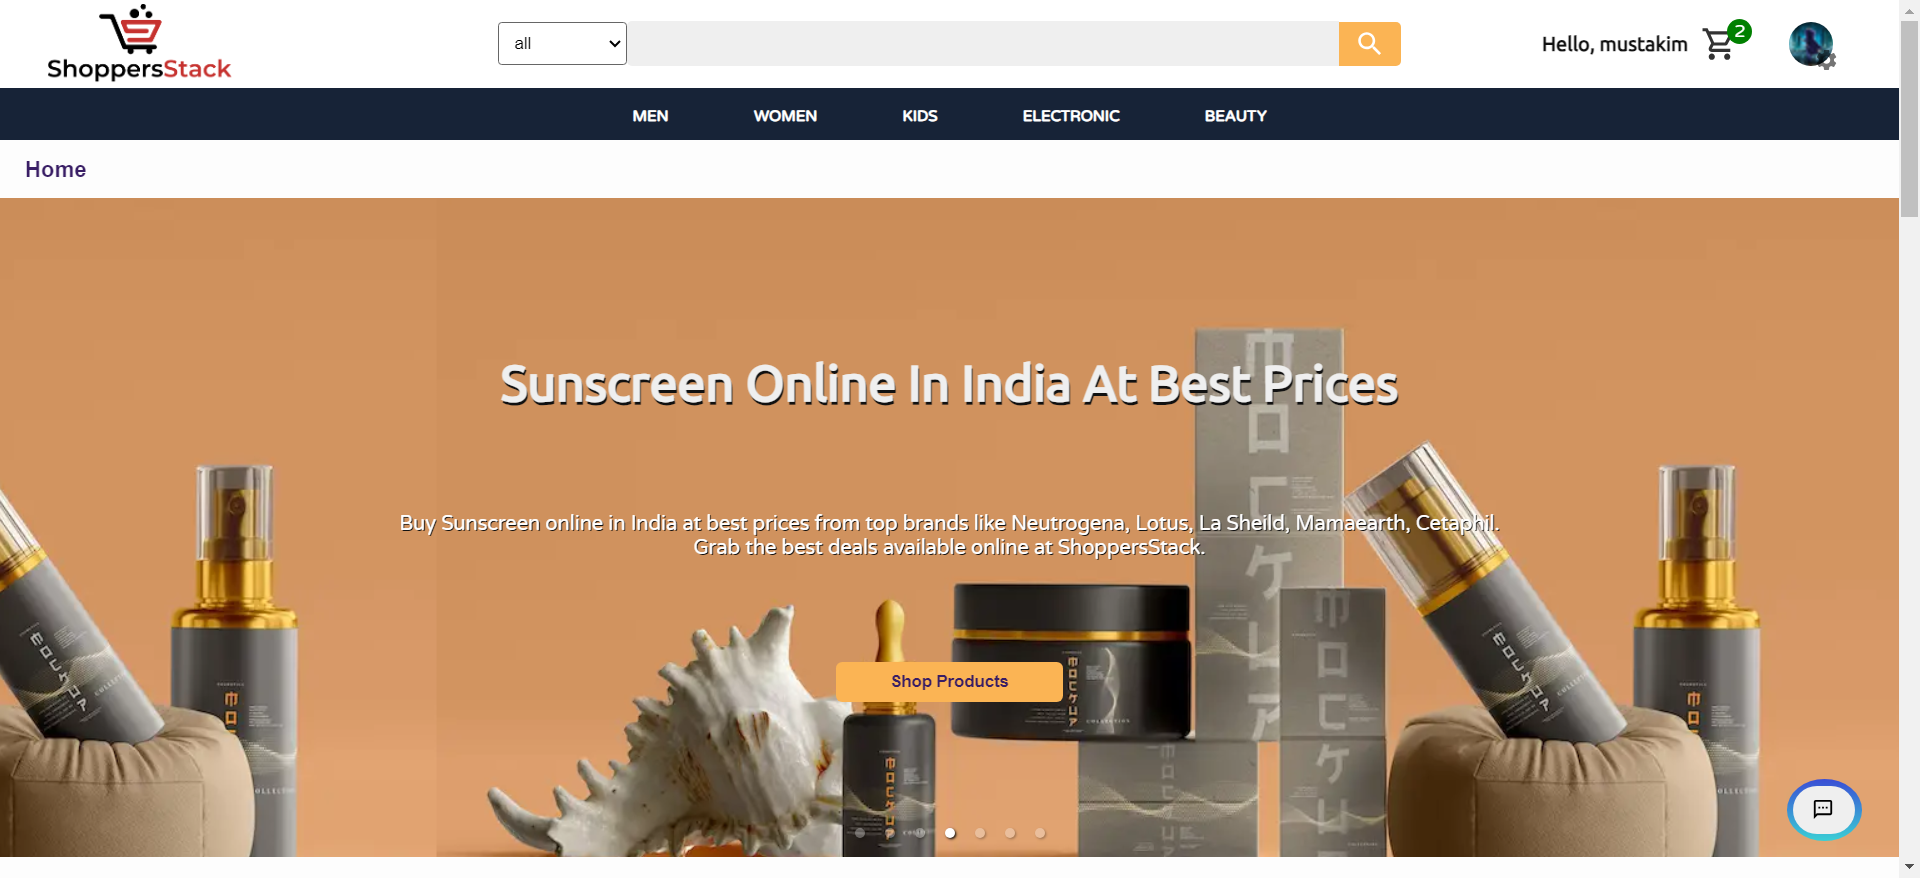 ShoppersStack
all
Hello, mustakim
2
MEN
WOMEN
KIDS
ELECTRONIC
BEAUTY
Home
Sunscreen Online In India At Best Prices
Buy Sunscreen online in India at best prices from top brands like Neutrogena, Lotus, La Sheild, Mamaearth, Cetaphil.
Grab the best deals available online at ShoppersStack.
Shop Products